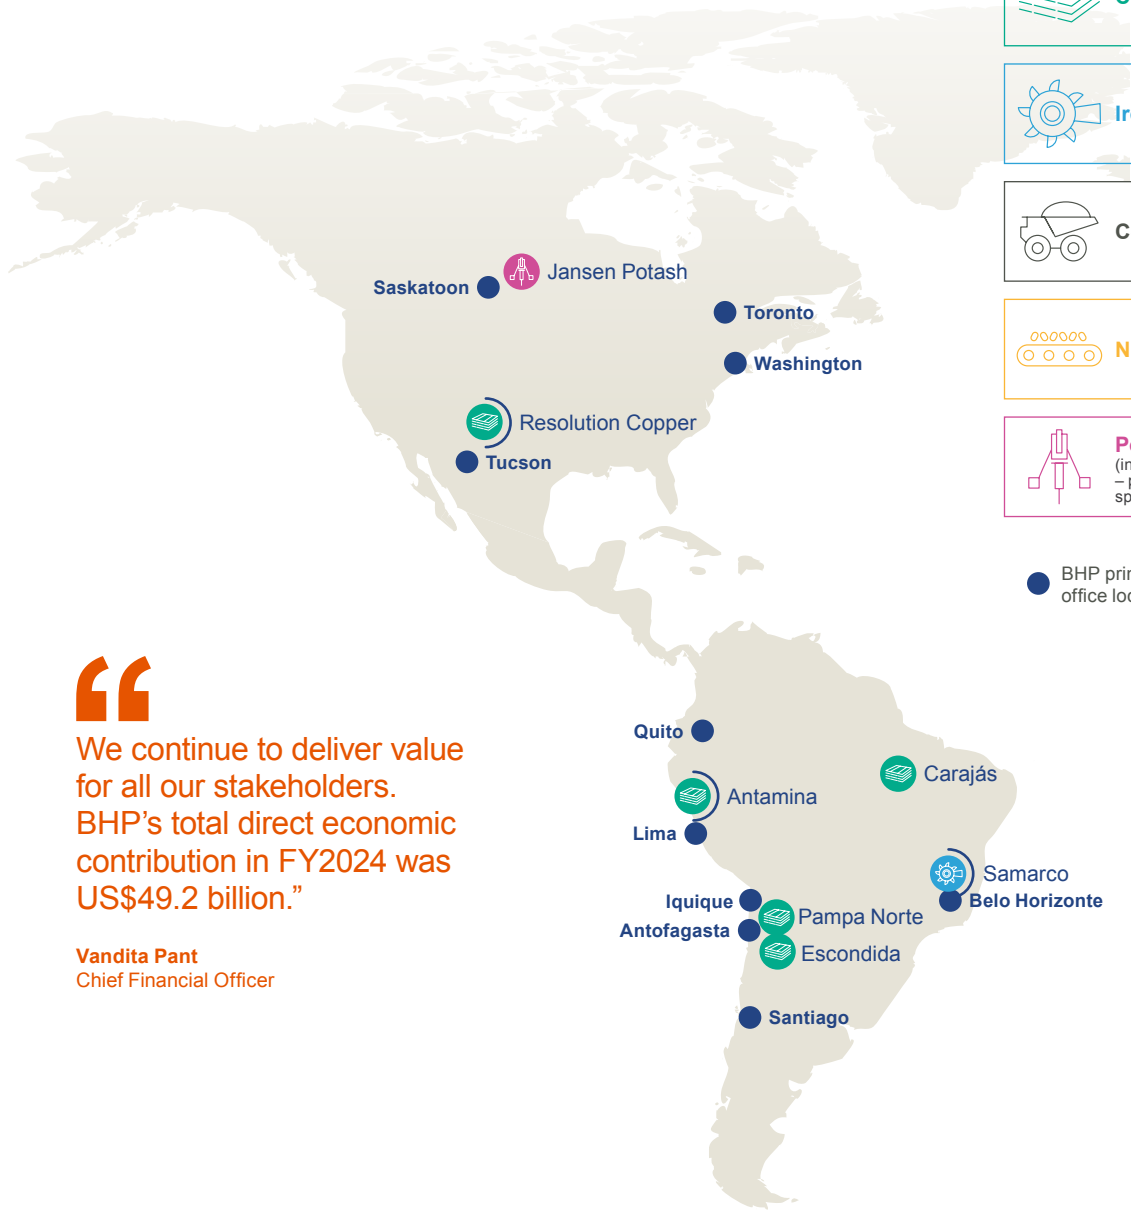 Jansen Potash
Saskatoon
Toronto
Washington
Resolution Copper
Tucson
BHP
office
“
We continue to deliver value
for all our stakeholders.
BHP’s total direct economic
contribution in FY2024 was
US$49.2 billion.”
Vandita Pant
Chief Financial Officer
Quito
Carajás
Antamina
Lima
Samarco
Iquique
Belo Horizonte
Pampa Norte
Antofagasta
Escondida
Santiago